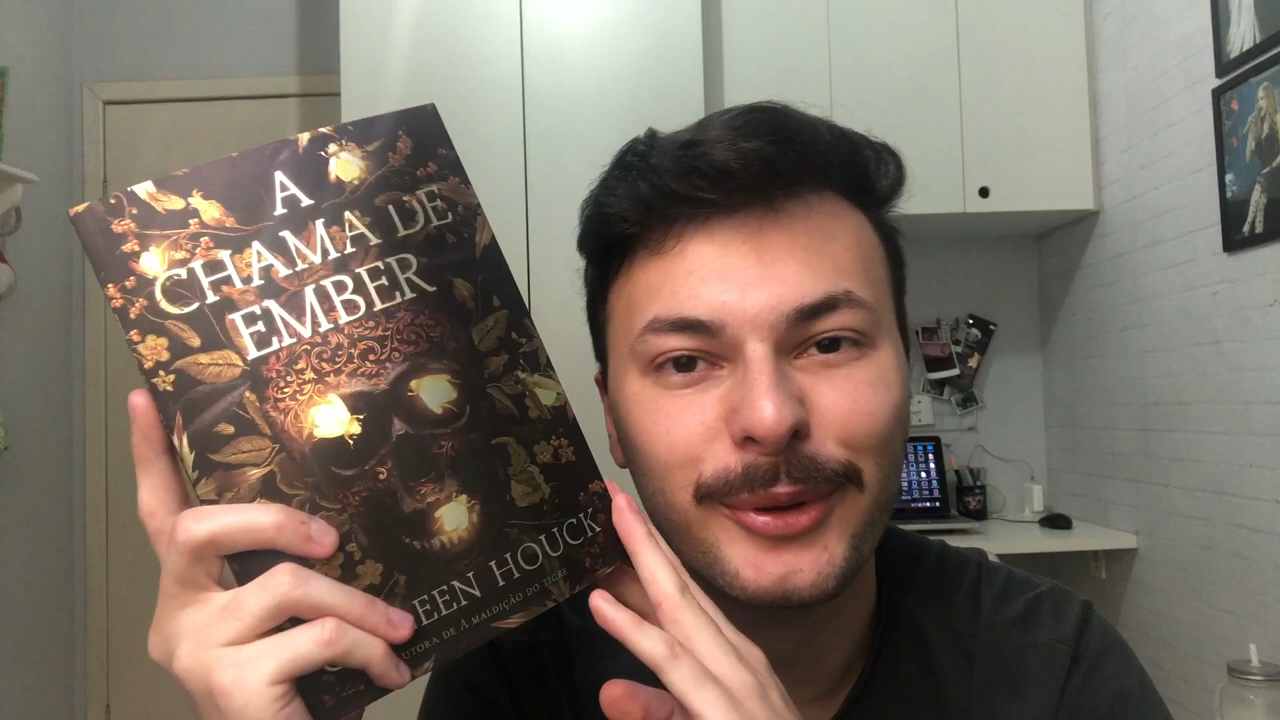 A
CHAMA DE
EMBER
EEN HOUCK
UTORA DE A MALDIÇÃO DO TIGRE